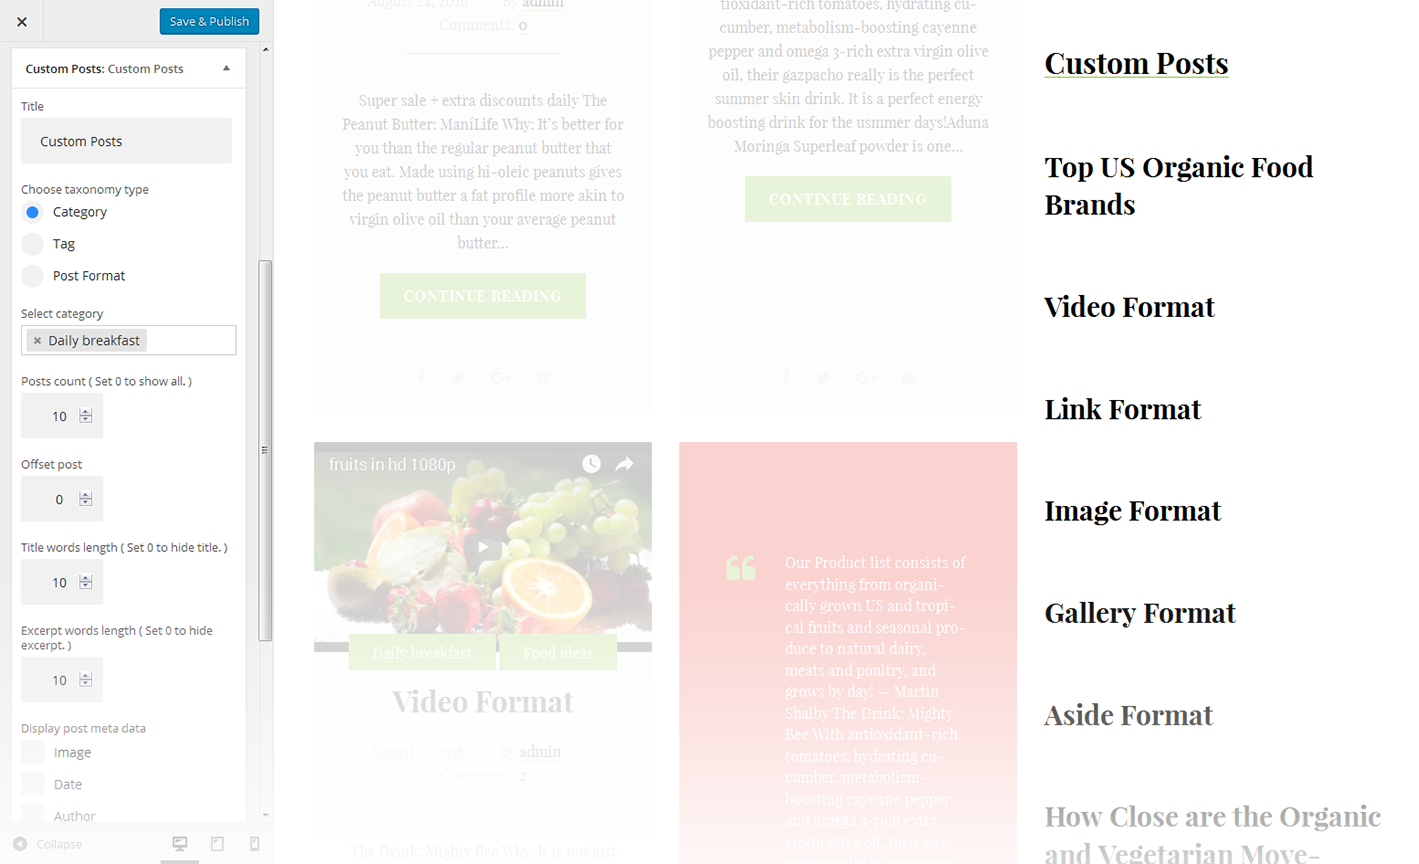 Save & Publish
Custom Posts: Custom Posts
Title
Custom Posts
Choose taxonomy type
Category
Tag
Post Format
Select category
× Daily breakfast
Posts count ( Set 0 to show all. )
10
Offset post
0
Title words length ( Set 0 to hide title. )
10
Excerpt words length ( Set 0 to hide
excerpt. )
10
Display post meta data
Image
Date
Author
Collapse
August 24, 2016 By admin
Comments: 0
Super sale + extra discounts daily The
Peanut Butter: ManíLife Why: It's better for
you than the regular peanut butter that
you eat. Made using hi-oleic peanuts gives
the peanut butter a fat profile more akin to
virgin olive oil than your average peanut
butter...
CONTINUE READING
fruits in hd 1080p
Daily breakfast
Food ideas
Video Format
August 17, 2016 By admin
Comments: 2
The Drink: Mighty Bee Why: It is not just
tioxidant-rich tomatoes, hydrating cu-
cumber, metabolism-boosting cayenne
pepper and omega 3-rich extra virgin olive
oil, their gazpacho really is the perfect
summer skin drink. It is a perfect energy
boosting drink for the usmmer days!Aduna
Moringa Superleaf powder is one...
CONTINUE READING
Our Product list consists of
everything from organi-
cally grown US and tropi-
cal fruits and seasonal pro-
duce to natural dairy,
meats and poultry, and
grows by day! — Martin
Shalby The Drink: Mighty
Bee With antioxidant-rich
tomatoes, hydrating cu-
cumber, metabolism-
boosting cayenne pepper
and omega 3-rich extra
virgin olive oil, their gaz-
Custom Posts
Top US Organic Food
Brands
Video Format
Link Format
Image Format
Gallery Format
Aside Format
How Close are the Organic
and Vegetarian Move-